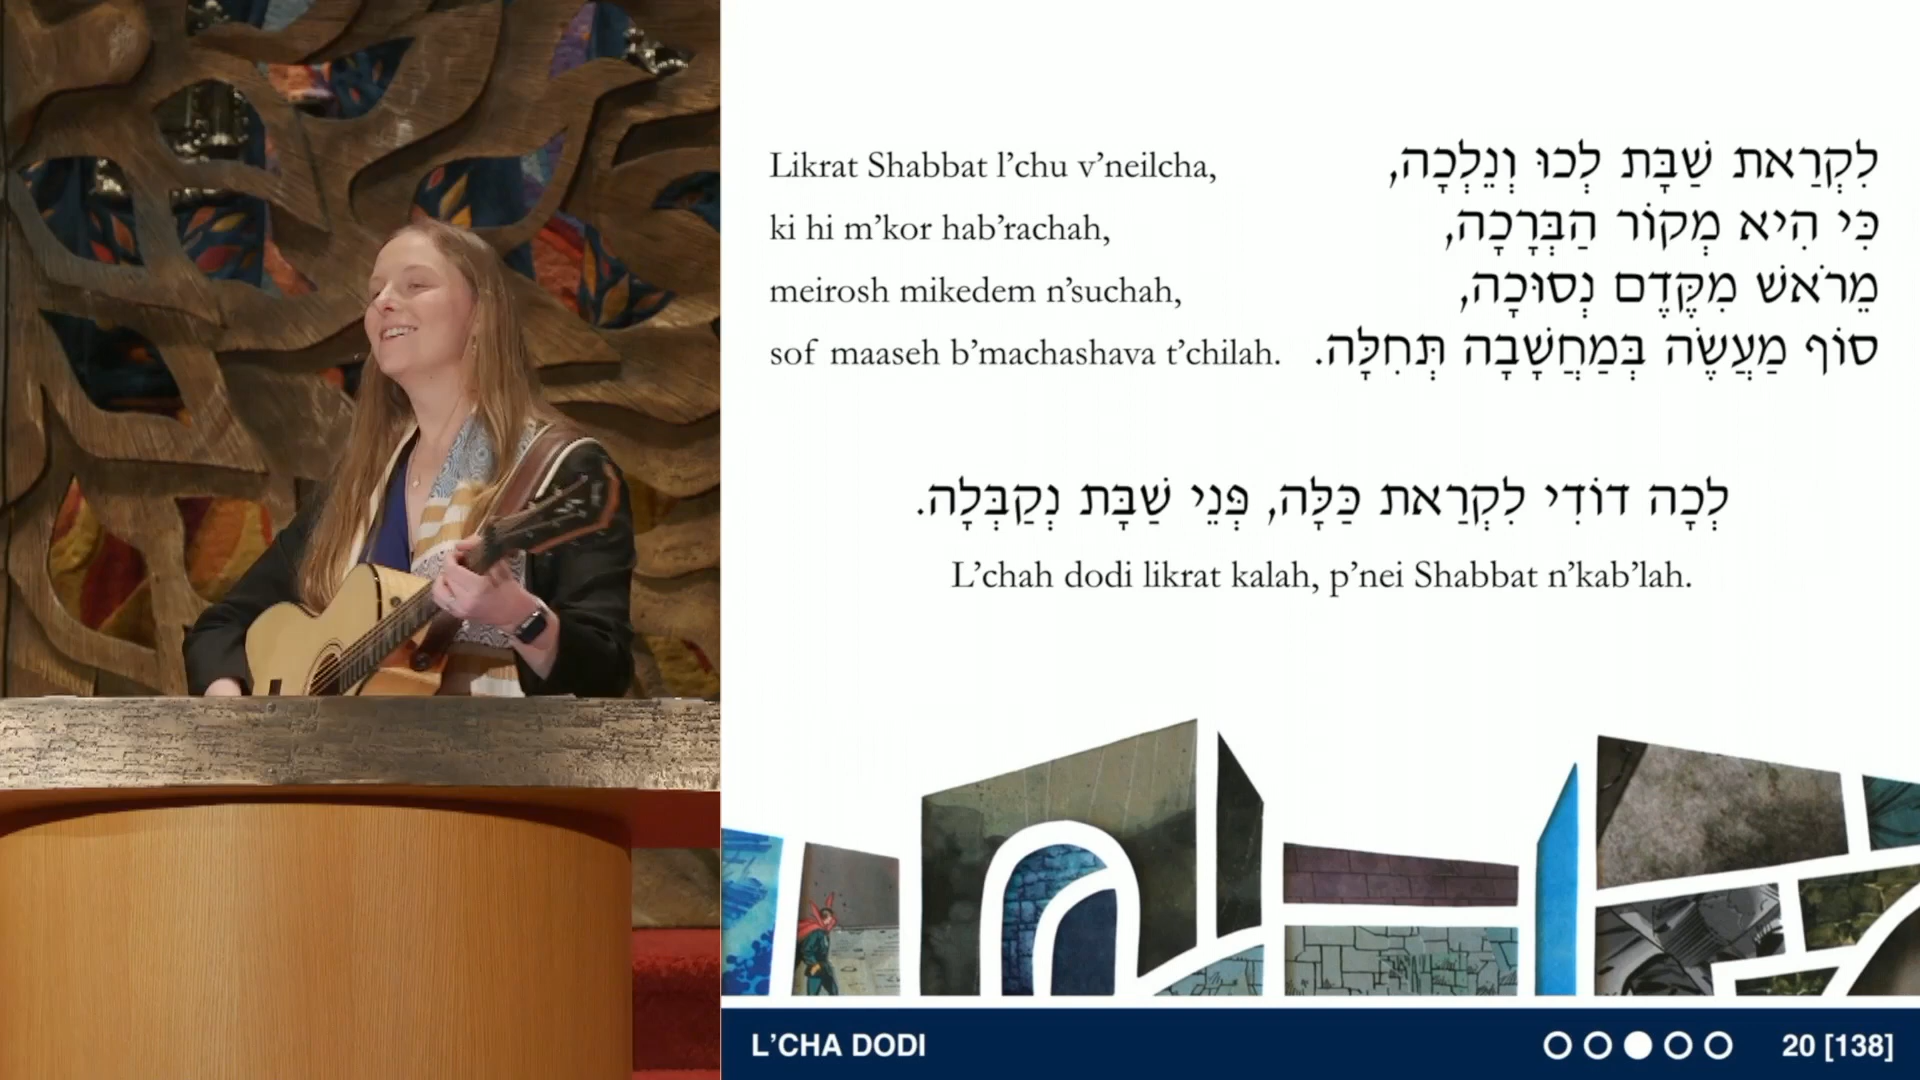 Likrat Shabbat l’chu v’neilcha,
ki hi m’kor hab’rachah,
meirosh mikedem n’suchah,
sof maaseh b’machashava t’chilah.
לִקְרַאת שַׁבָּת לְכוּ וְנֵלְכָה,
כִּי הִיא מְקוֹר הַבְּרָכָה,
מֵרֹאשׁ מִקֶּדֶם נְסוּכָה,
סוֹף מַעֲשֶׂה בְּמַחֲשָׁבָה תְּחִלָּה.
לְכָה דוֹדִי לִקְרַאת כַּלָּה, פְּנֵי שַׁבָּת נְקַבְּלָה.
L’chah dodi likrat kalah, p’nei Shabbat n’kab’lah.
L’CHA DODI
20 [138]